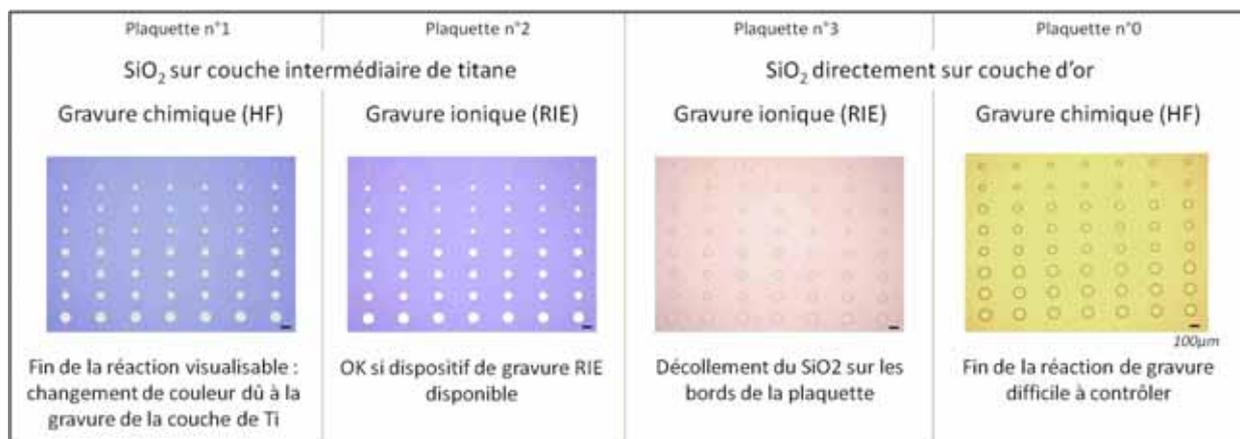 Plaquette n°1
Plaquette n°2
Plaquette n°3
Plaquette n°0
SiO₂ sur couche intermédiaire de titane
SiO₂ directement sur couche d'or
Gravure chimique (HF)
Gravure ionique (RIE)
Gravure ionique (RIE)
Gravure chimique (HF)
100µm
Fin de la réaction visualisable :
changement de couleur dû à la
gravure de la couche de Ti
OK si dispositif de gravure RIE
disponible
Décollement du SiO2 sur les
bords de la plaquette
Fin de la réaction de gravure
difficile à contrôler